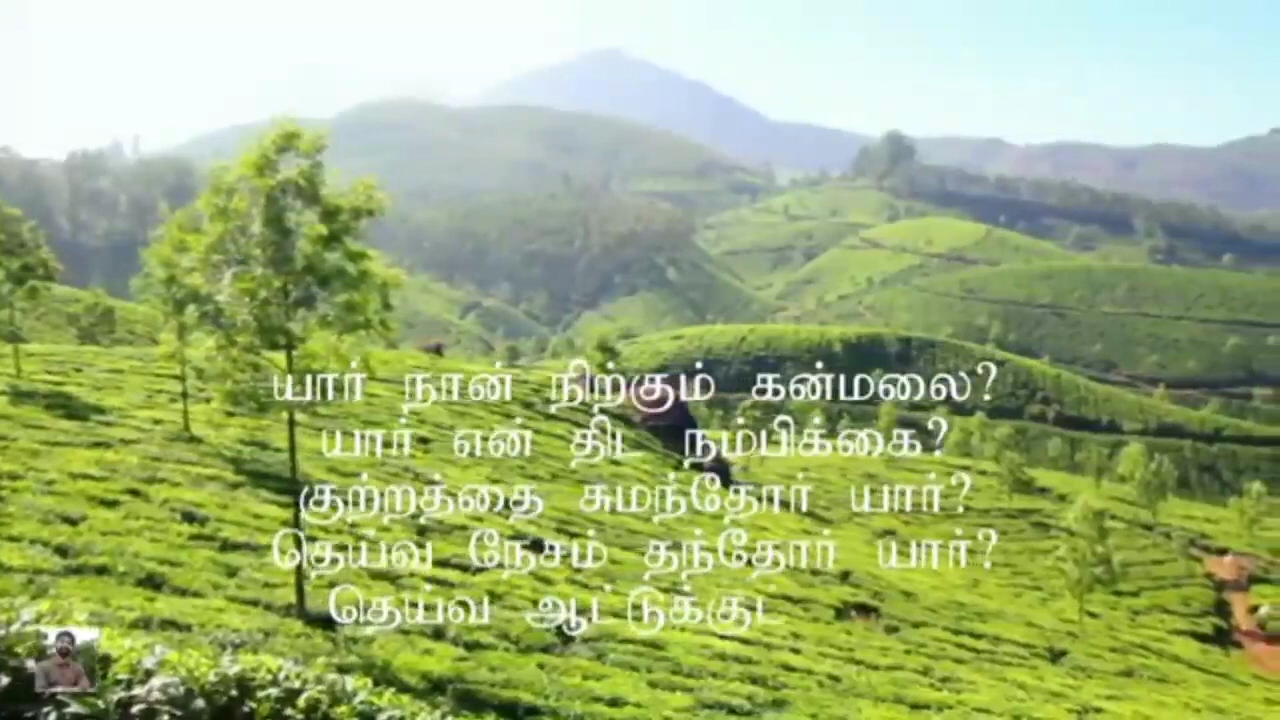 யார் நான் நிற்கும் கன்மலை?
யார் என் திட நம்பிக்கை?
குற்றத்தை சுமந்தோர் யார்?
தெய்வ நேசம் தந்தோர் யார்?
தெய்வ ஆட்டுக்குட